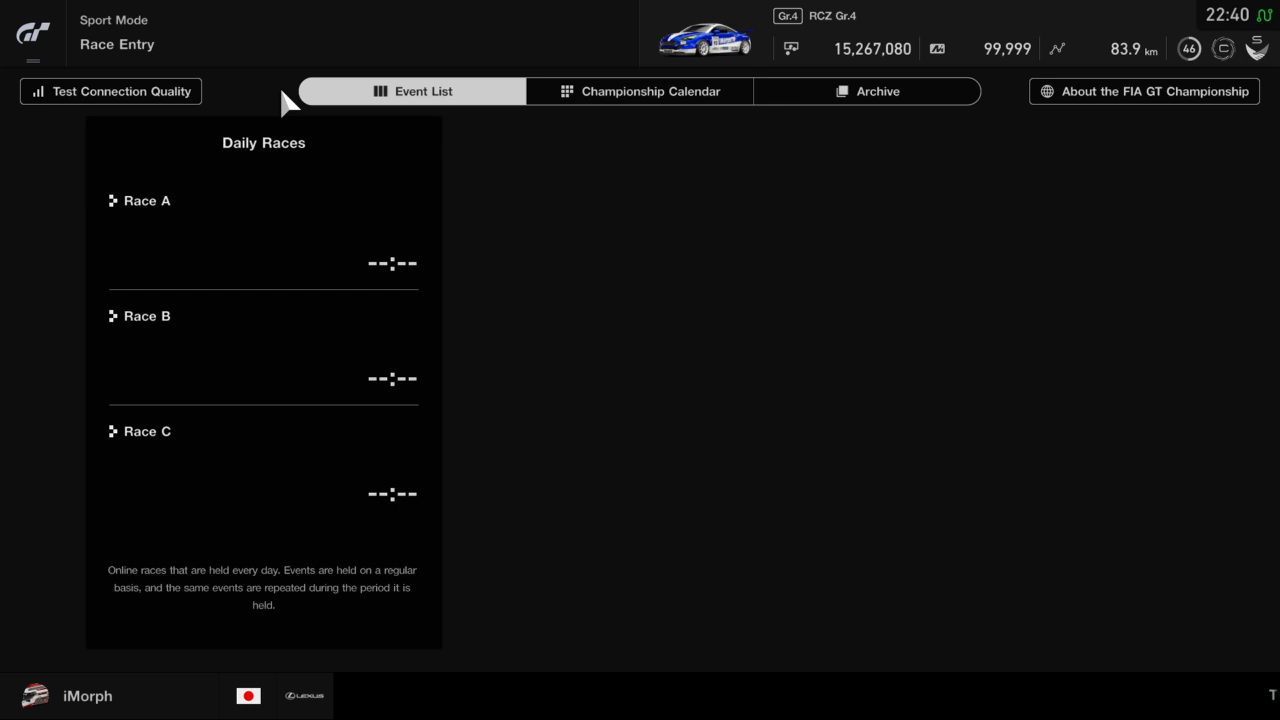 Sport Mode
Race Entry
Gr.4 RCZ Gr.4
22:40
15,267,080
99,999
83.9 km
46
C
S
Test Connection Quality
Event List
Championship Calendar
Archive
About the FIA GT Championship
Daily Races
Race A
--:--
Race B
--:--
Race C
--:--
Online races that are held every day. Events are held on a regular
basis, and the same events are repeated during the period it is
held.
iMorph
LEXUS
T